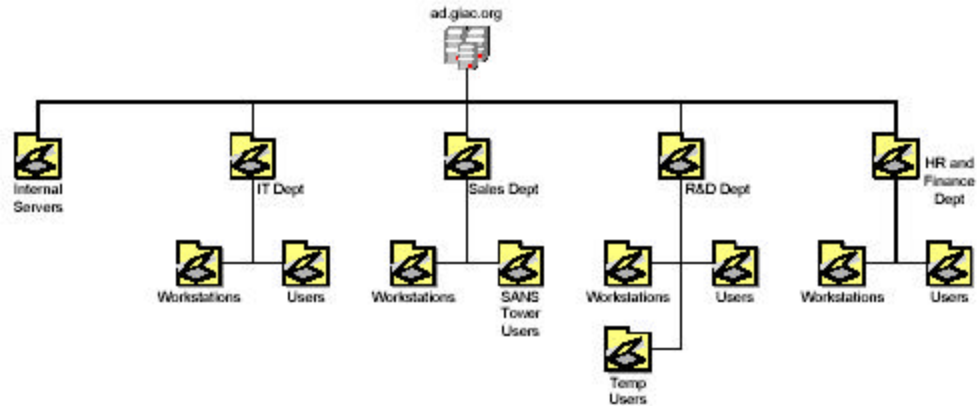 ad.giac.org
Internal
Servers
IT Dept
Sales Dept
R&D Dept
HR and
Finance
Dept
Workstations
Users
Workstations
SANS
Tower
Users
Workstations
Users
Workstations
Users
Temp
Users